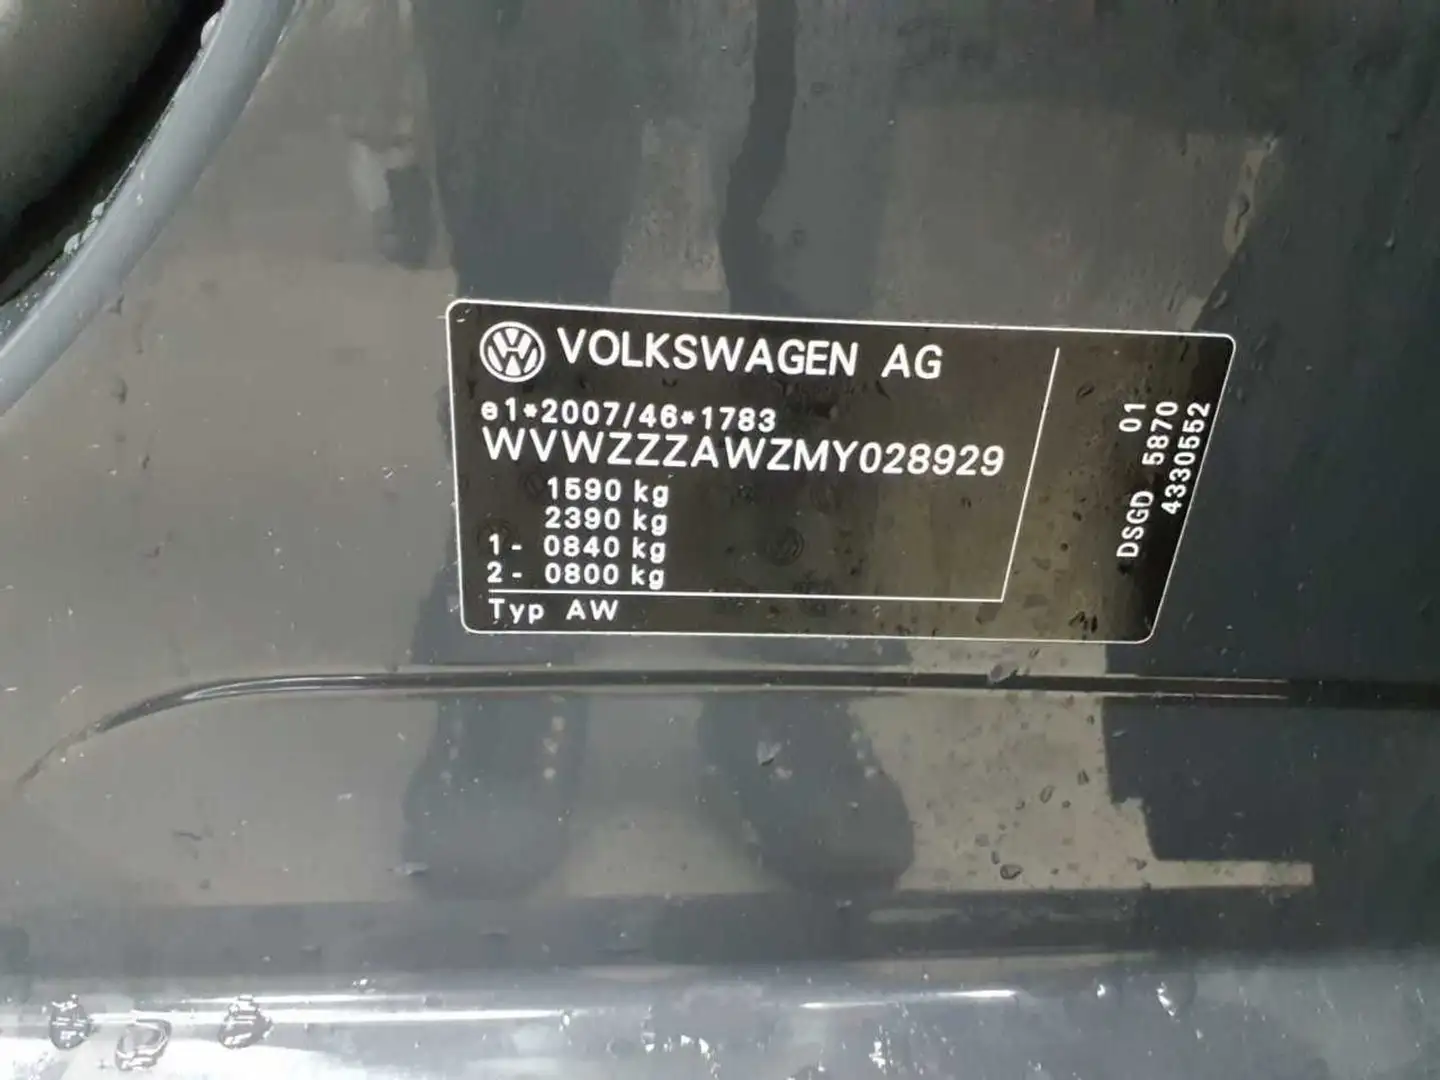 VOLKSWAGEN AG
e1*2007/46*1783
WVWZZZAWZMY028929
1590 kg
2390 kg
1- 0840 kg
2- 0800 kg
Typ AW
01
DSGD 5870
4330552